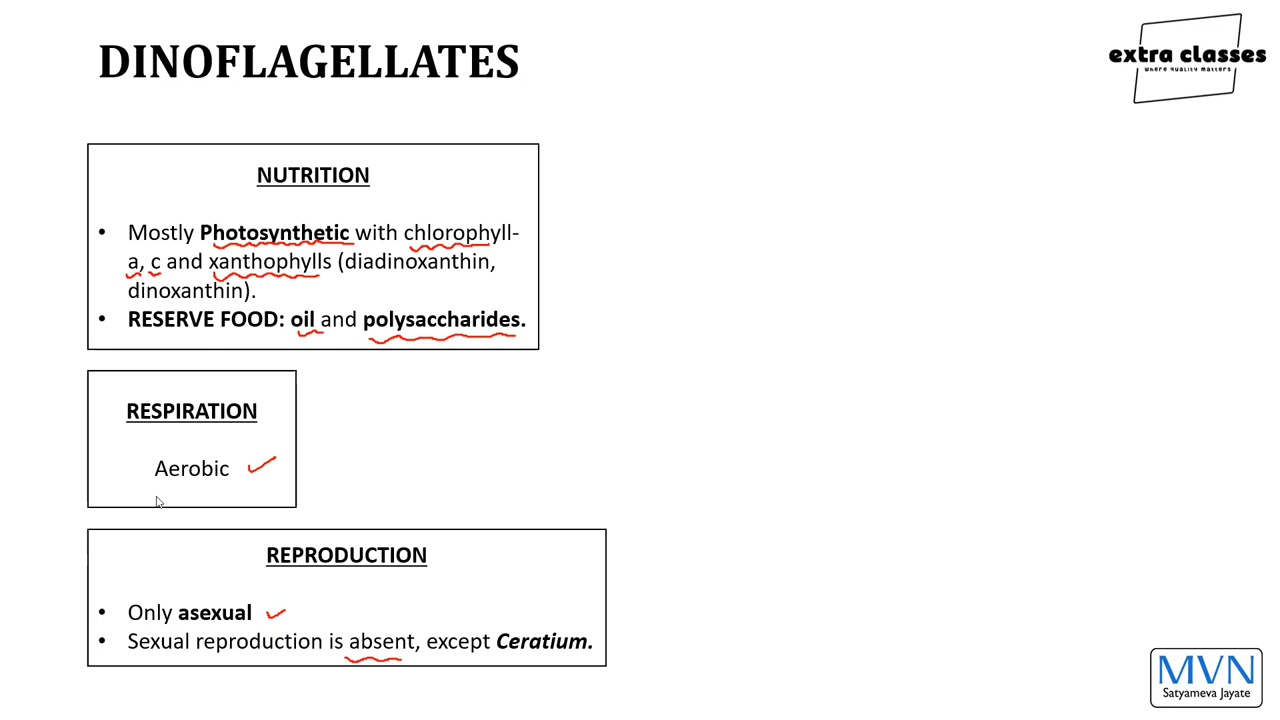 DINOFLAGELLATES
extra classes
where quality matters
NUTRITION
• Mostly Photosynthetic with chlorophyll-
a, c and xanthophylls (diadinoxanthin,
dinoxanthin).
• RESERVE FOOD: oil and polysaccharides.
RESPIRATION
Aerobic
REPRODUCTION
• Only asexual
• Sexual reproduction is absent, except Ceratium.
MVN
Satyameva Jayate